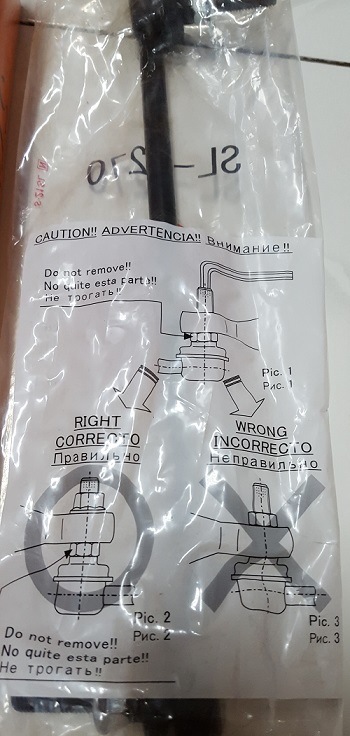 SL-270
CAUTION!! ADVERTENCIA!! Внимание!!
Do not remove!!
No quite esta parte!!
Не трогать!!
Pic. 1
Рис. 1
RIGHT
CORRECTO
Правильно
WRONG
INCORRECTO
Неправильно
Pic. 2
Рис. 2
Pic. 3
Рис. 3
Do not remove!!
No quite esta parte!!
Не трогать!!